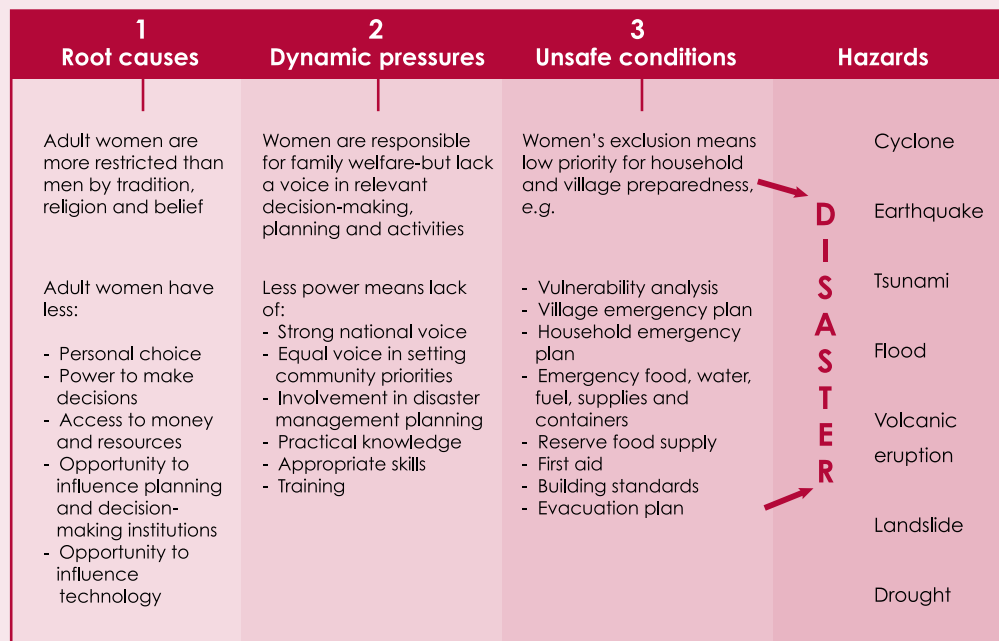 1
Root causes
2
Dynamic pressures
3
Unsafe conditions
Hazards
Adult women are
more restricted than
men by tradition,
religion and belief
Adult women have
less:
- Personal choice
- Power to make
decisions
- Access to money
and resources
- Opportunity to
influence planning
and decision-
making institutions
- Opportunity to
influence
technology
Women are responsible
for family welfare-but lack
a voice in relevant
decision-making,
planning and activities
Less power means lack
of:
- Strong national voice
- Equal voice in setting
community priorities
- Involvement in disaster
management planning
- Practical knowledge
- Appropriate skills
- Training
Women's exclusion means
low priority for household
and village preparedness,
e.g.
- Vulnerability analysis
- Village emergency plan
- Household emergency
plan
- Emergency food, water,
fuel, supplies and
containers
- Reserve food supply
- First aid
- Building standards
- Evacuation plan
DISASTER
Cyclone
Earthquake
Tsunami
Flood
Volcanic
eruption
Landslide
Drought